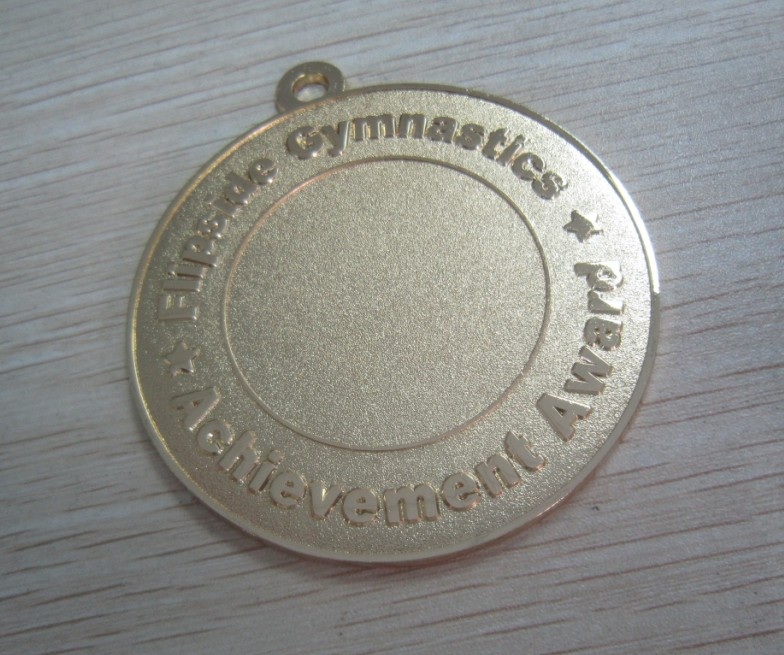 Flipside Gymnastics
Achievement Award